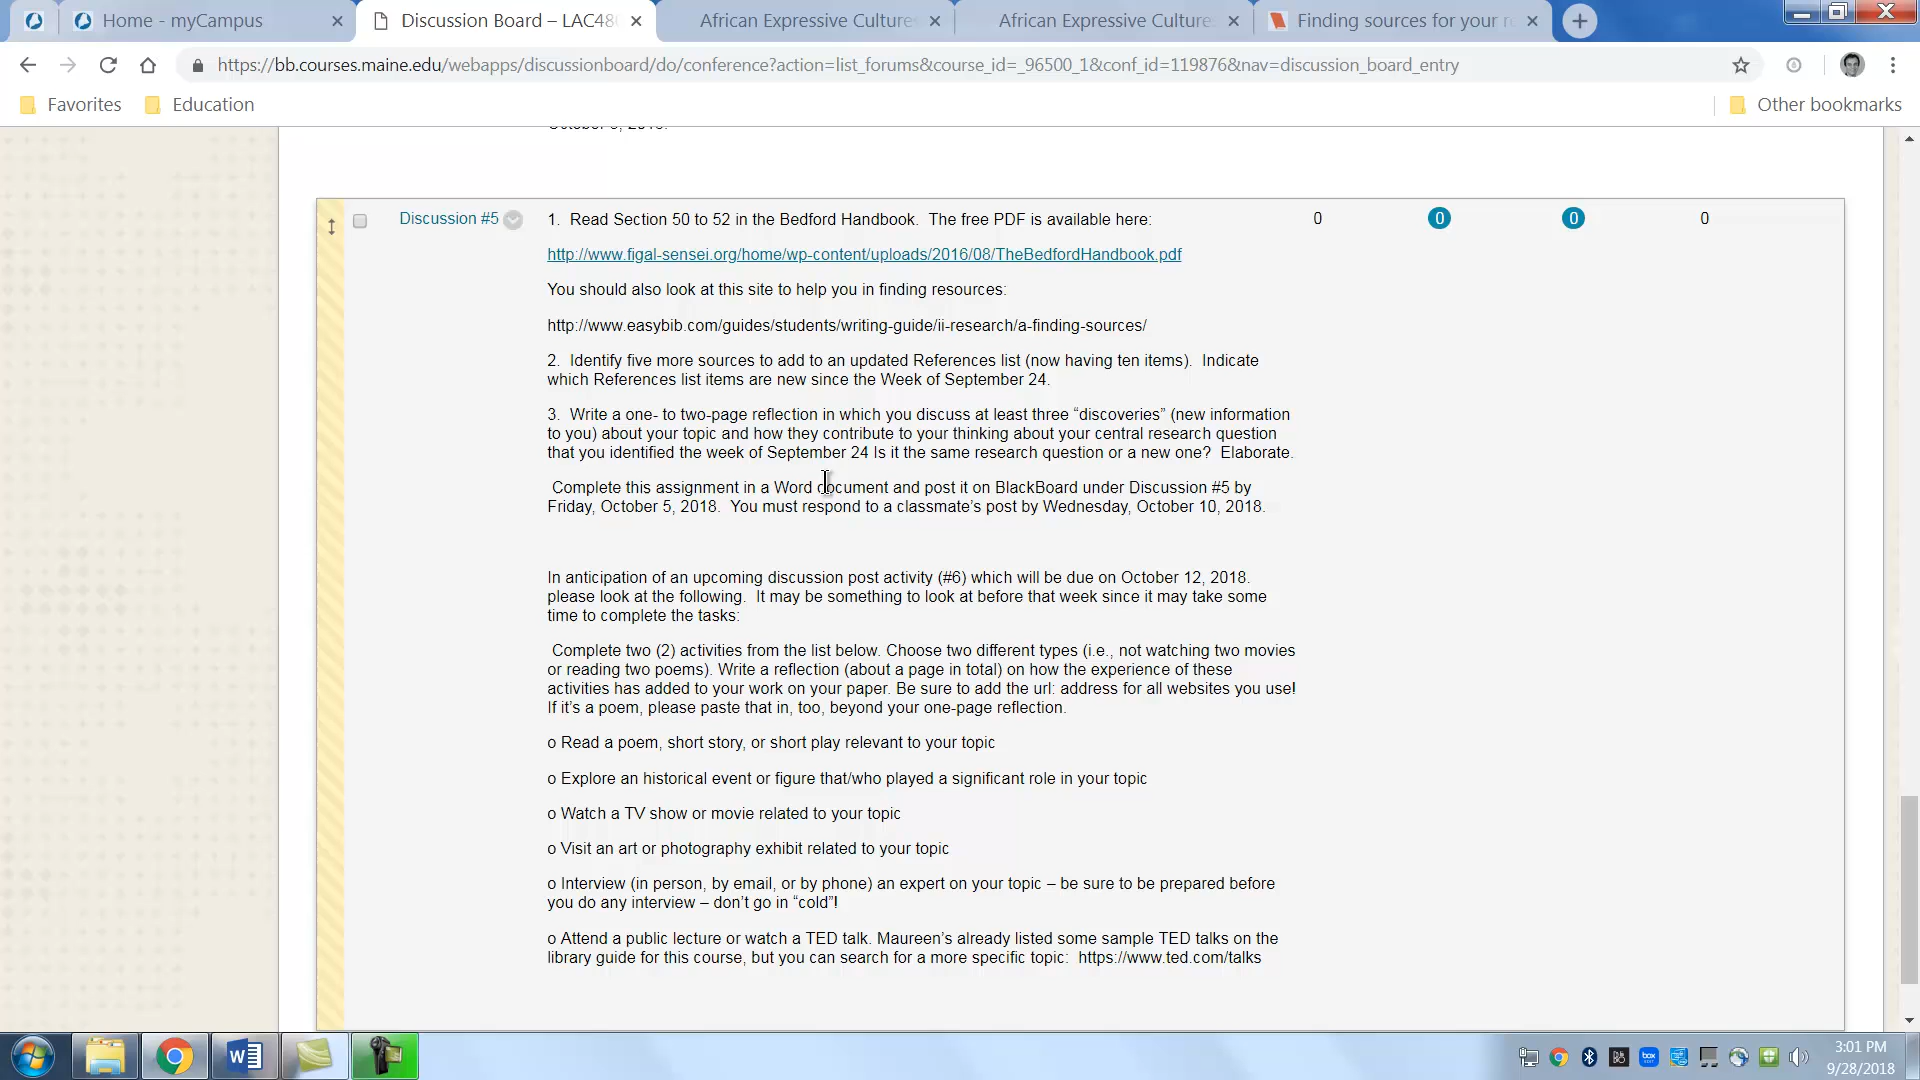 Home - myCampus
Discussion Board – LAC48
African Expressive Cultures
African Expressive Cultures
Finding sources for your r
https://bb.courses.maine.edu/webapps/discussionboard/do/conference?action=list_forums&course_id=_96500_1&conf_id=119876&nav=discussion_board_entry
Favorites
Education
Other bookmarks
Discussion #5
1. Read Section 50 to 52 in the Bedford Handbook. The free PDF is available here:
0
0
0
0
http://www.figal-sensei.org/home/wp-content/uploads/2016/08/TheBedfordHandbook.pdf
You should also look at this site to help you in finding resources:
http://www.easybib.com/guides/students/writing-guide/ii-research/a-finding-sources/
2. Identify five more sources to add to an updated References list (now having ten items). Indicate
which References list items are new since the Week of September 24.
3. Write a one- to two-page reflection in which you discuss at least three “discoveries” (new information
to you) about your topic and how they contribute to your thinking about your central research question
that you identified the week of September 24 Is it the same research question or a new one? Elaborate.
Complete this assignment in a Word document and post it on BlackBoard under Discussion #5 by
Friday, October 5, 2018. You must respond to a classmate’s post by Wednesday, October 10, 2018.
In anticipation of an upcoming discussion post activity (#6) which will be due on October 12, 2018.
please look at the following. It may be something to look at before that week since it may take some
time to complete the tasks:
Complete two (2) activities from the list below. Choose two different types (i.e., not watching two movies
or reading two poems). Write a reflection (about a page in total) on how the experience of these
activities has added to your work on your paper. Be sure to add the url: address for all websites you use!
If it’s a poem, please paste that in, too, beyond your one-page reflection.
o Read a poem, short story, or short play relevant to your topic
o Explore an historical event or figure that/who played a significant role in your topic
o Watch a TV show or movie related to your topic
o Visit an art or photography exhibit related to your topic
o Interview (in person, by email, or by phone) an expert on your topic – be sure to be prepared before
you do any interview – don’t go in “cold”!
o Attend a public lecture or watch a TED talk. Maureen’s already listed some sample TED talks on the
library guide for this course, but you can search for a more specific topic: https://www.ted.com/talks
3:01 PM
9/28/2018